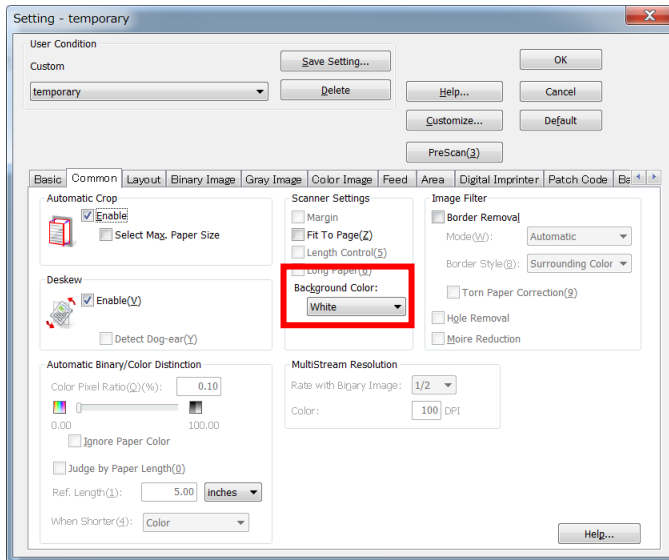 Setting - temporary
User Condition
Custom
temporary
Save Setting...
Delete
Help...
Customize...
PreScan(3)
OK
Cancel
Default
Basic Common Layout Binary Image Gray Image Color Image Feed Area Digital Imprinter Patch Code Ba
Automatic Crop
Enable
Select Max. Paper Size
Deskew
Enable(V)
Detect Dog-ear(Y)
Automatic Binary/Color Distinction
Color Pixel Ratio(Q)(%): 0.10
0.00 100.00
Ignore Paper Color
Judge by Paper Length(0)
Ref. Length(1): 5.00 inches
When Shorter(4): Color
Scanner Settings
Margin
Fit To Page(Z)
Length Control(5)
Long Paper(6)
Background Color:
White
MultiStream Resolution
Rate with Binary Image: 1/2
Color: 100 DPI
Image Filter
Border Removal
Mode(W): Automatic
Border Style(B): Surrounding Color
Torn Paper Correction(9)
Hole Removal
Moire Reduction
Help...